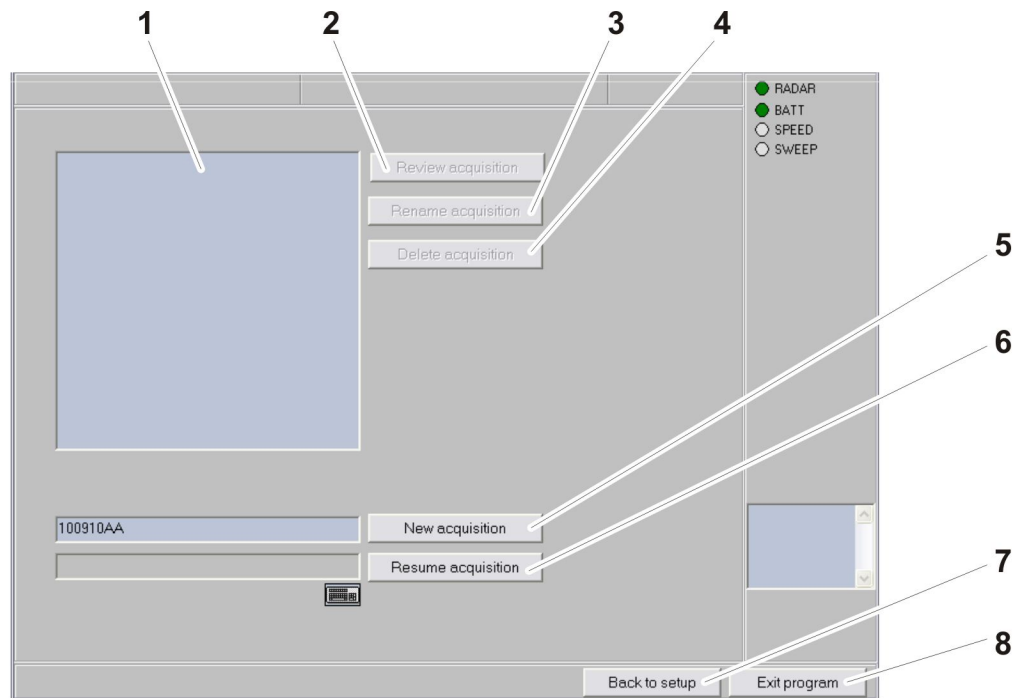 1 2 3 4
RADAR
BATT
SPEED
SWEEP
Review acquisition
Rename acquisition
Delete acquisition
5
6
100910AA New acquisition
Resume acquisition
7
8
Back to setup Exit program